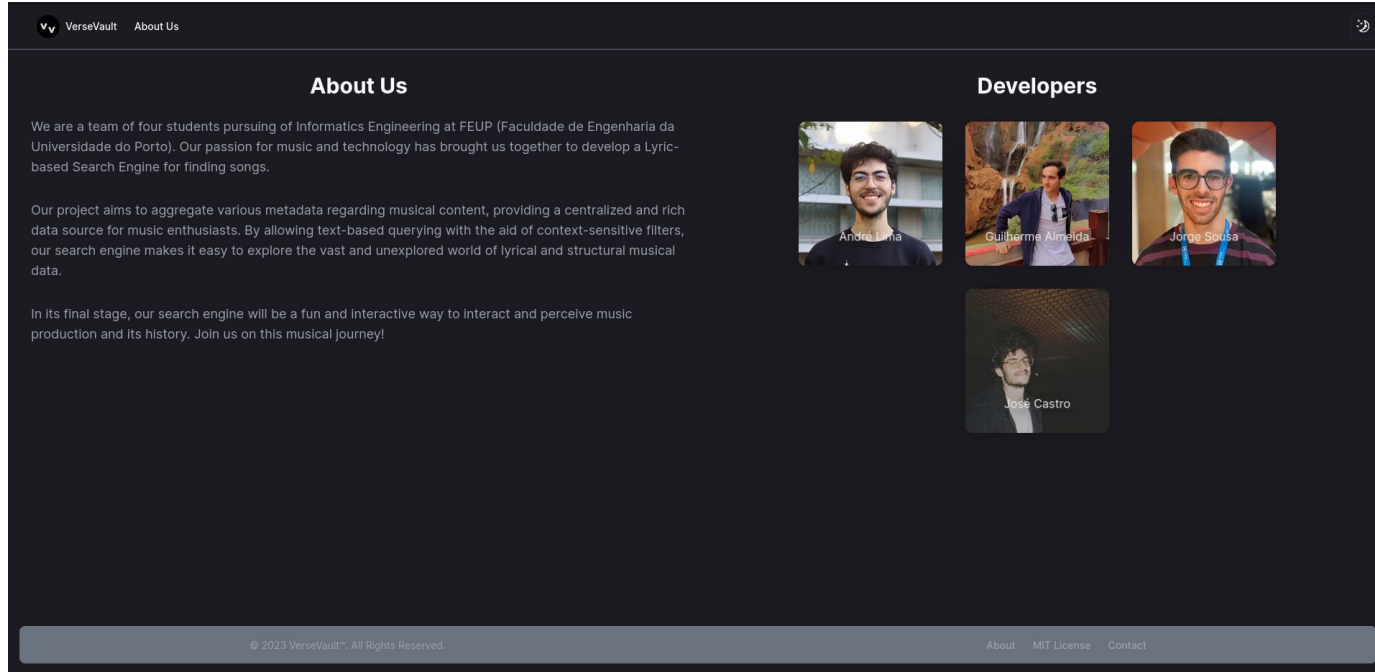 VV VerseVault About Us
About Us
We are a team of four students pursuing of Informatics Engineering at FEUP (Faculdade de Engenharia da
Universidade do Porto). Our passion for music and technology has brought us together to develop a Lyric-
based Search Engine for finding songs.
Our project aims to aggregate various metadata regarding musical content, providing a centralized and rich
data source for music enthusiasts. By allowing text-based querying with the aid of context-sensitive filters,
our search engine makes it easy to explore the vast and unexplored world of lyrical and structural musical
data.
In its final stage, our search engine will be a fun and interactive way to interact and perceive music
production and its history. Join us on this musical journey!
Developers
André Lima
Guilherme Almeida
Jorge Sousa
José Castro
© 2023 VerseVault™. All Rights Reserved.
About MIT License Contact